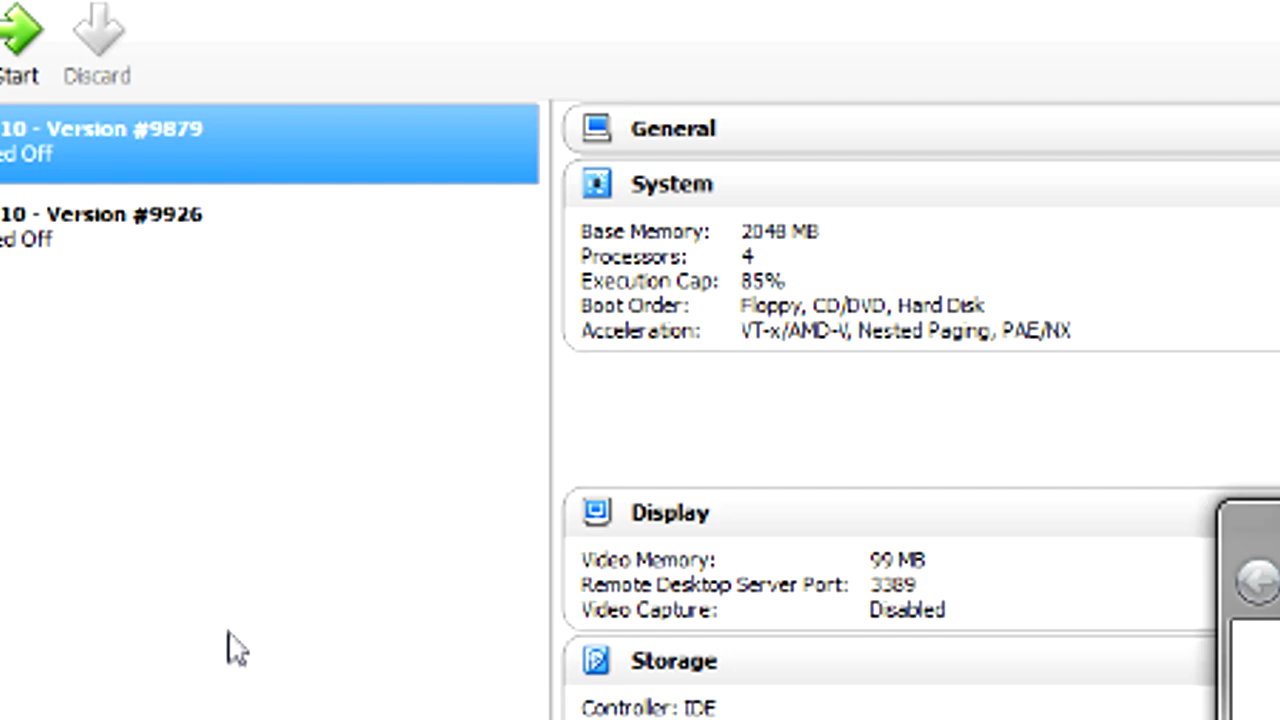 Start Discard
10 - Version #9879
ed Off
10 - Version #9926
ed Off
General
System
Base Memory: 2048 MB
Processors: 4
Execution Cap: 85%
Boot Order: Floppy, CD/DVD, Hard Disk
Acceleration: VT-x/AMD-V, Nested Paging, PAE/NX
Display
Video Memory: 99 MB
Remote Desktop Server Port: 3389
Video Capture: Disabled
Storage
Controller: IDE